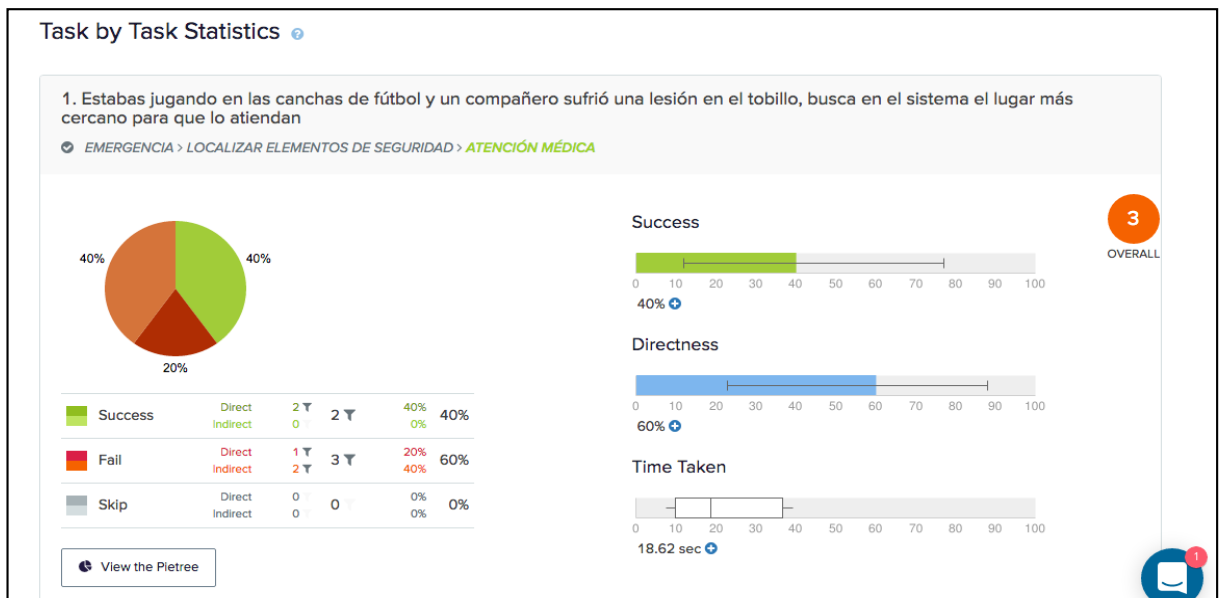 Task by Task Statistics ?
1. Estabas jugando en las canchas de fútbol y un compañero sufrió una lesión en el tobillo, busca en el sistema el lugar más
cercano para que lo atiendan
EMERGENCIA > LOCALIZAR ELEMENTOS DE SEGURIDAD > ATENCIÓN MÉDICA
40%
40%
20%
Success Direct 2 2 40% 40%
Indirect 0 0%
Fail Direct 1 3 20% 60%
Indirect 2 40%
Skip Direct 0 0 0% 0%
Indirect 0 0%
View the Pietree
Success
0 10 20 30 40 50 60 70 80 90 100
40%
Directness
0 10 20 30 40 50 60 70 80 90 100
60%
Time Taken
0 10 20 30 40 50 60 70 80 90 100
18.62 sec
3
OVERALL
1